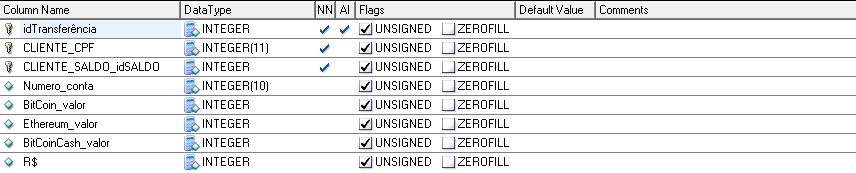 Column Name DataType NN AI Flags Default Value Comments
idTransferência INTEGER UNSIGNED ZEROFILL
CLIENTE_CPF INTEGER(11) UNSIGNED ZEROFILL
CLIENTE_SALDO_idSALDO INTEGER UNSIGNED ZEROFILL
Numero_conta INTEGER(10) UNSIGNED ZEROFILL
BitCoin_valor INTEGER UNSIGNED ZEROFILL
Ethereum_valor INTEGER UNSIGNED ZEROFILL
BitCoinCash_valor INTEGER UNSIGNED ZEROFILL
R$ INTEGER UNSIGNED ZEROFILL